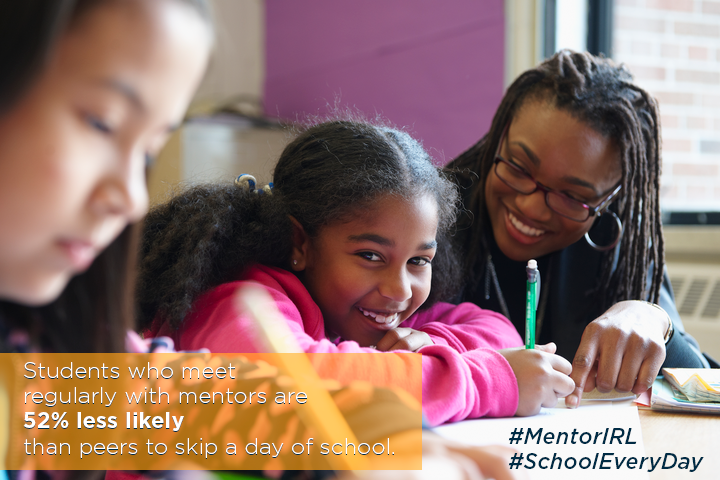 Students who meet
regularly with mentors are
52% less likely
than peers to skip a day of school.
#MentorIRL
#SchoolEveryDay